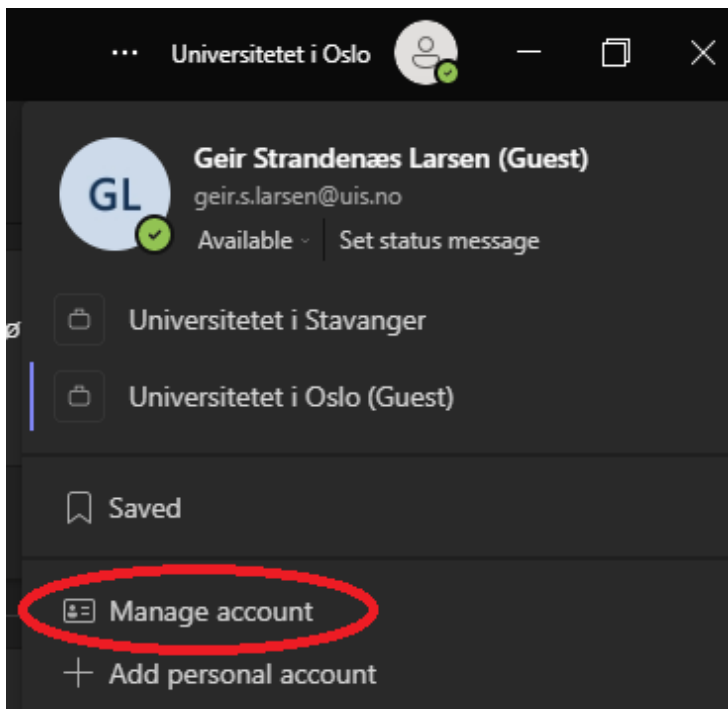 ... Universitetet i Oslo
GL
Geir Strandenæs Larsen (Guest)
geir.s.larsen@uis.no
Available
Set status message
ø
Universitetet i Stavanger
Universitetet i Oslo (Guest)
Saved
Manage account
Add personal account